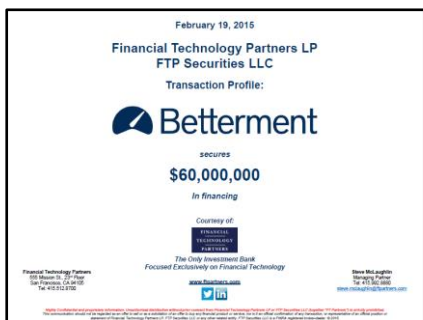 February 19, 2015
Financial Technology Partners LP
FTP Securities LLC
Transaction Profile:
Betterment
secures
$60,000,000
in financing
Courtesy of:
FINANCIAL
TECHNOLOGY
PARTNERS
The Only Investment Bank
Focused Exclusively on Financial Technology
www.ftpartners.com
Financial Technology Partners
555 Mission St., 23rd Floor
San Francisco, CA 94105
Steve McLaughlin
Managing Partner